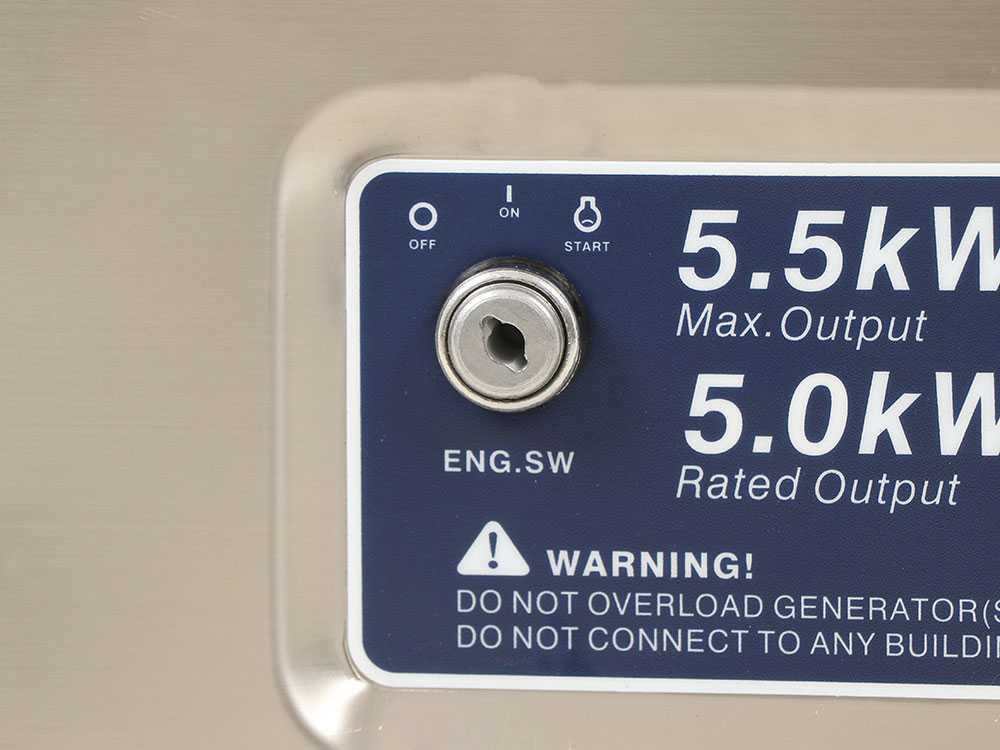 OFF
ON
START
5.5kW
Max.Output
5.0kW
Rated Output
ENG.SW
WARNING!
DO NOT OVERLOAD GENERATOR(S
DO NOT CONNECT TO ANY